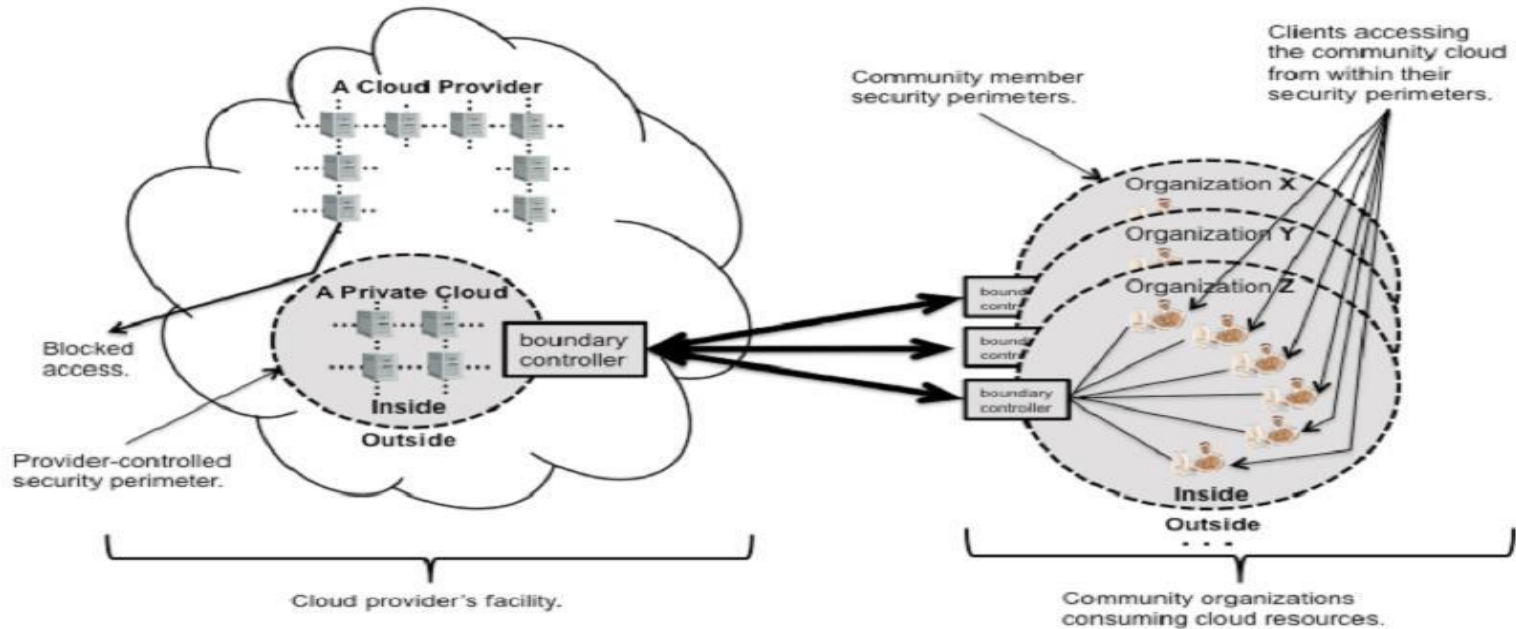 A Cloud Provider
Blocked
access.
A Private Cloud
boundary
controller
Inside
Outside
Provider-controlled
security perimeter.
Cloud provider's facility.
Community member
security perimeters.
Clients accessing
the community cloud
from within their
security perimeters.
Organization X
Organization Y
Organization Z
boundary
controller
Inside
Outside
. . .
Community organizations
consuming cloud resources.